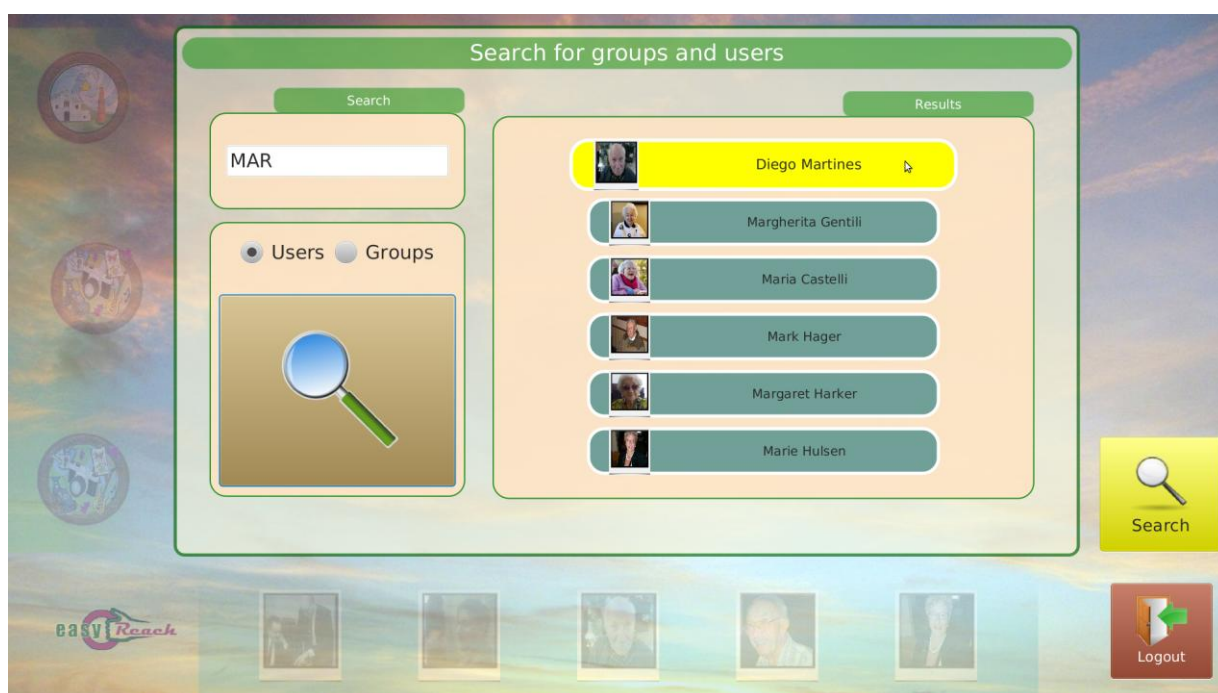 Search for groups and users
Search
MAR
Users Groups
Results
Diego Martines
Margherita Gentili
Maria Castelli
Mark Hager
Margaret Harker
Marie Hulsen
Search
easy Reach
Logout